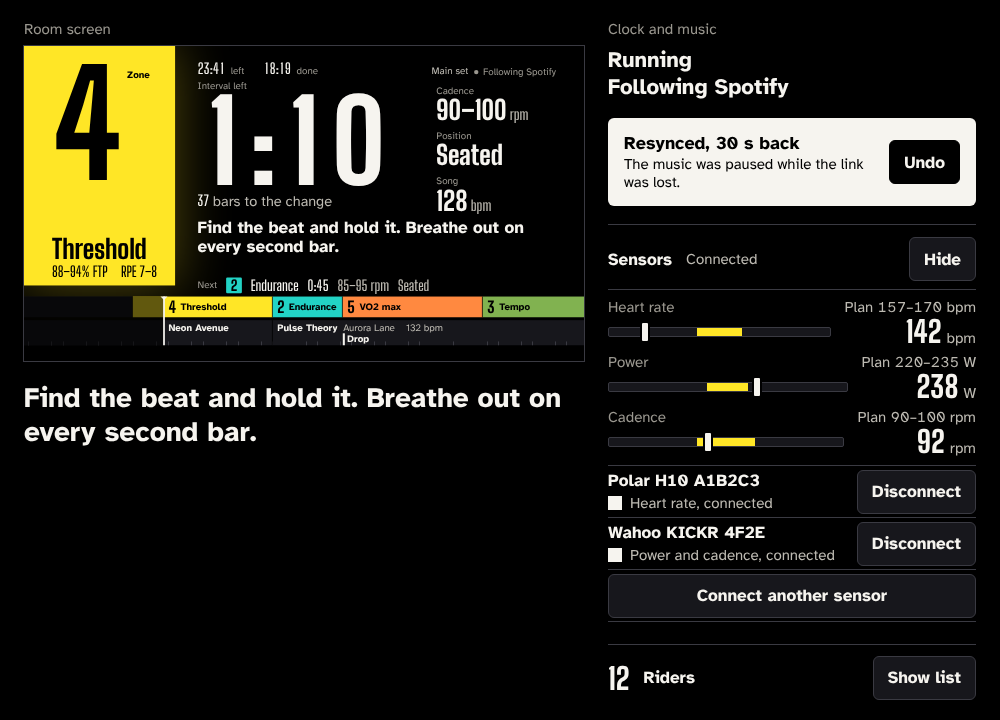 Room screen
4 Zone
Threshold
88–94% FTP RPE 7–8
23:41 left 18:19 done
Interval left
1:10
37 bars to the change
Main set • Following Spotify
Cadence
90–100 rpm
Position
Seated
Song
128 bpm
Find the beat and hold it. Breathe out on
every second bar.
Next 2 Endurance 0:45 85–95 rpm Seated
4 Threshold 2 Endurance 5 VO2 max 3 Tempo
Neon Avenue Pulse Theory Aurora Lane 132 bpm
Drop
Find the beat and hold it. Breathe out on
every second bar.
Clock and music
Running
Following Spotify
Resynced, 30 s back
The music was paused while the link
was lost.
Undo
Sensors Connected Hide
Heart rate Plan 157–170 bpm
142 bpm
Power Plan 220–235 W
238 W
Cadence Plan 90–100 rpm
92 rpm
Polar H10 A1B2C3
Heart rate, connected
Disconnect
Wahoo KICKR 4F2E
Power and cadence, connected
Disconnect
Connect another sensor
12 Riders Show list